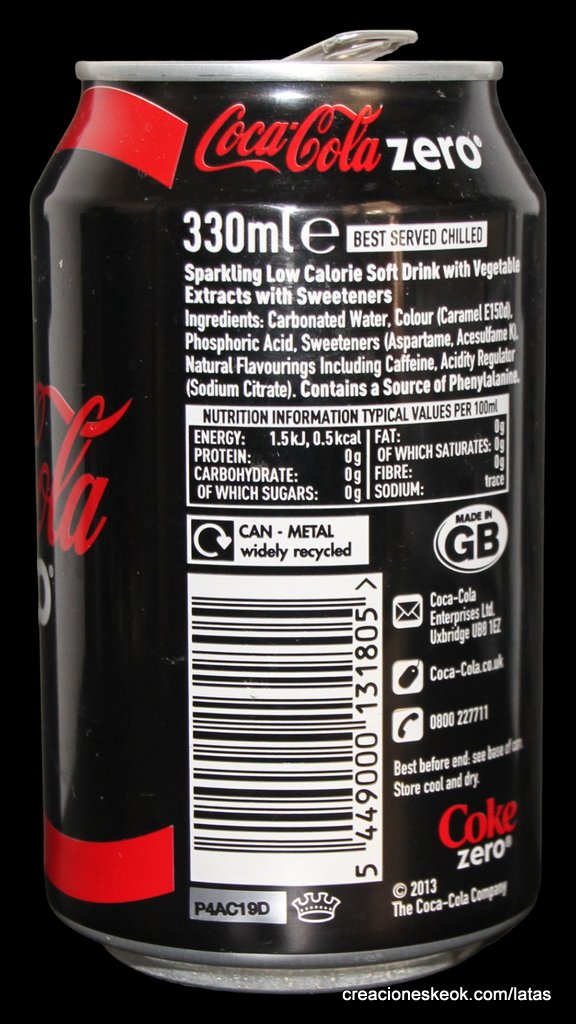 Coca-Cola zero
330ml e BEST SERVED CHILLED
Sparkling Low Calorie Soft Drink with Vegetable
Extracts with Sweeteners
Ingredients: Carbonated Water, Colour (Caramel E150d),
Phosphoric Acid, Sweeteners (Aspartame, Acesulfame K),
Natural Flavourings Including Caffeine, Acidity Regulator
(Sodium Citrate). Contains a Source of Phenylalanine.
NUTRITION INFORMATION TYPICAL VALUES PER 100ml
ENERGY: 1.5kJ, 0.5kcal
PROTEIN: 0g
CARBOHYDRATE: 0g
OF WHICH SUGARS: 0g
FAT: 0g
OF WHICH SATURATES: 0g
FIBRE: 0g
SODIUM: trace
CAN - METAL
widely recycled
MADE IN
GB
Coca-Cola
Enterprises Ltd,
Uxbridge UB8 1EZ
Coca-Cola.co.uk
0800 227711
Best before end: see base of can.
Store cool and dry.
5 449000 131805 >
Coke
zero®
© 2013
The Coca-Cola Company
P4AC19D
la
o
creacioneskeok.com/latas